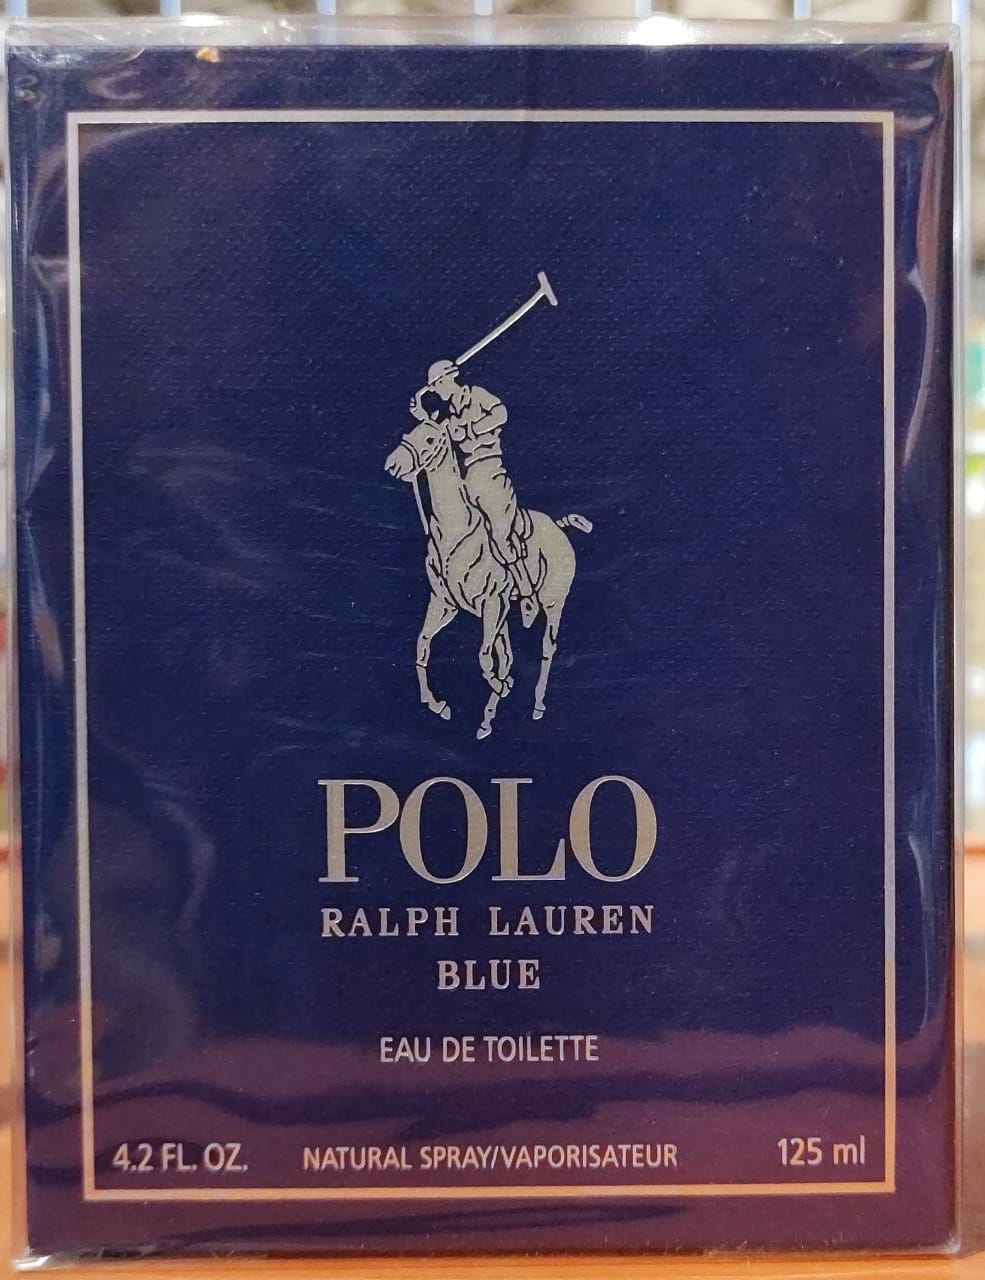 POLO
RALPH LAUREN
BLUE
EAU DE TOILETTE
4.2 FL. OZ. NATURAL SPRAY/VAPORISATEUR 125 ml